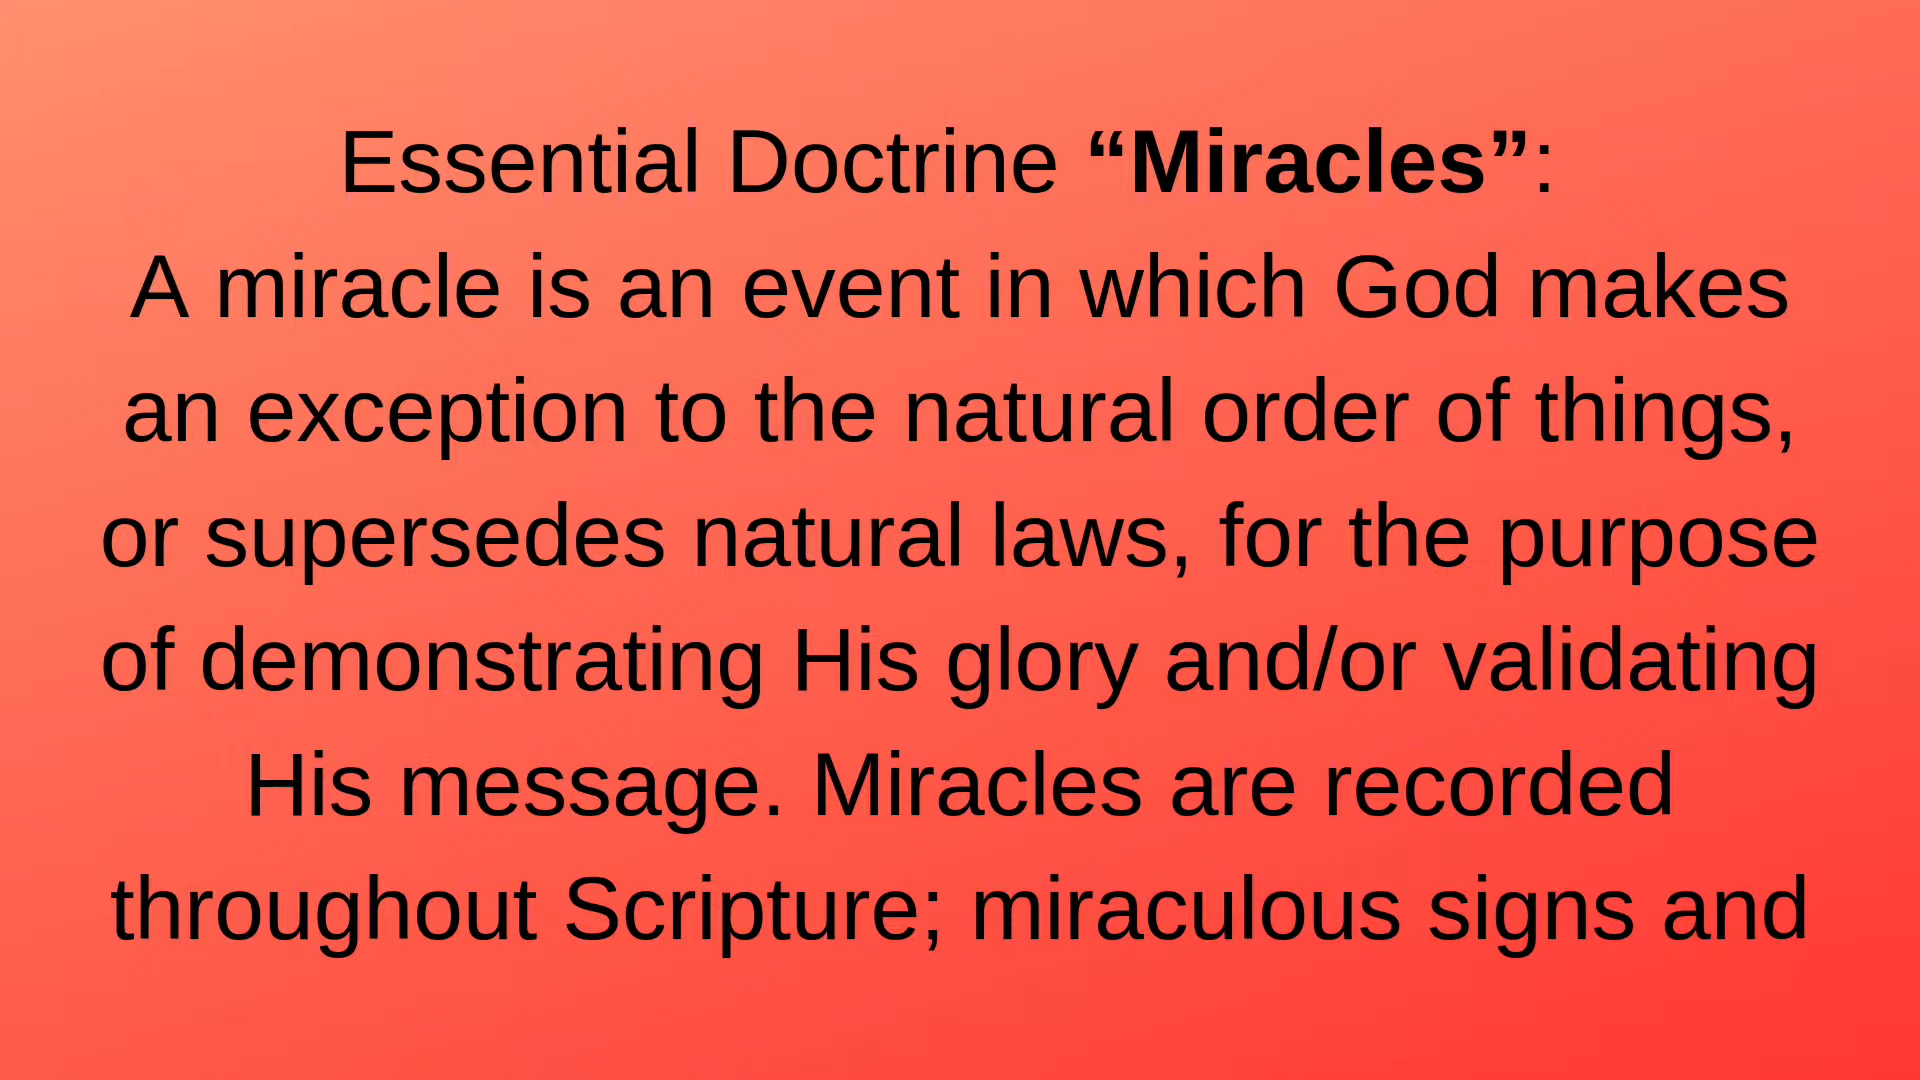 Essential Doctrine “Miracles”:
A miracle is an event in which God makes
an exception to the natural order of things,
or supersedes natural laws, for the purpose
of demonstrating His glory and/or validating
His message. Miracles are recorded
throughout Scripture; miraculous signs and